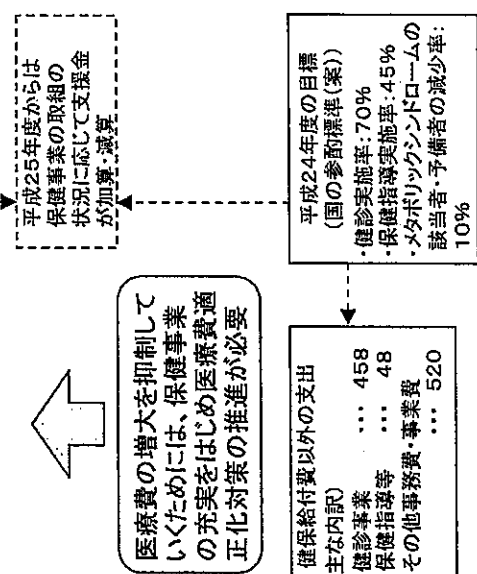 平成25年度からは
保健事業の取組の
状況に応じて支援金
が加算・減算
医療費の増大を抑制して
いくためには、保健事業
の充実をはじめ医療費適
正化対策の推進が必要
平成24年度の目標
(国の参酌標準(案))
・健診実施率:70%
・保健指導実施率:45%
・メタボリックシンドロームの
該当者・予備者の減少率:
10%
健保給付費以外の支出
主な内訳)
健診事業 … 458
保健指導等 … 48
その他事務費・事業費
… 520